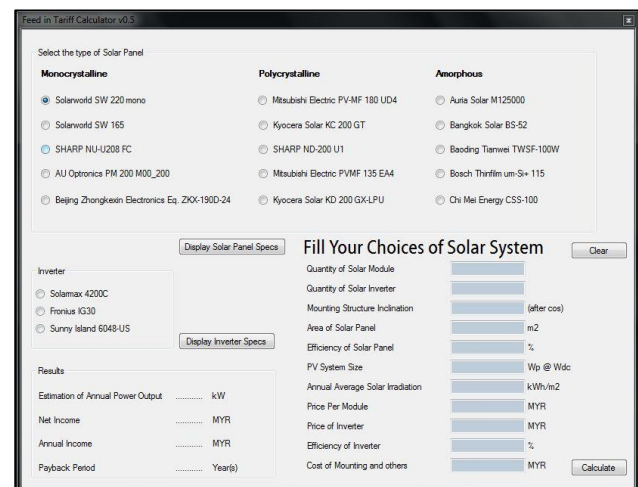 Feed in Tariff Calculator v0.5
Select the type of Solar Panel
Monocrystalline Polycrystalline Amorphous
Solarworld SW 220 mono Mitsubishi Electric PV-MF 180 UD4 Auria Solar M125000
Solarworld SW 165 Kyocera Solar KC 200 GT Bangkok Solar BS-52
SHARP NU-U208 FC SHARP ND-200 U1 Baoding Tianwei TWSF-100W
AU Optronics PM 200 M00_200 Mitsubishi Electric PVMF 135 EA4 Bosch Thinfilm um-Si+ 115
Beijing Zhongkexin Electronics Eq. ZKX-190D-24 Kyocera Solar KD 200 GX-LPU Chi Mei Energy CSS-100
Display Solar Panel Specs
Inverter
Solarmax 4200C
Fronius IG30
Sunny Island 6048-US
Display Inverter Specs
Results
Estimation of Annual Power Output ............ kW
Net Income ............ MYR
Annual Income ............ MYR
Payback Period ............ Year(s)
Fill Your Choices of Solar System
Clear
Quantity of Solar Module
Quantity of Solar Inverter
Mounting Structure Inclination (after cos)
Area of Solar Panel m2
Efficiency of Solar Panel %
PV System Size Wp @ Wdc
Annual Average Solar Irradiation kWh/m2
Price Per Module MYR
Price of Inverter MYR
Efficiency of Inverter %
Cost of Mounting and others MYR
Calculate